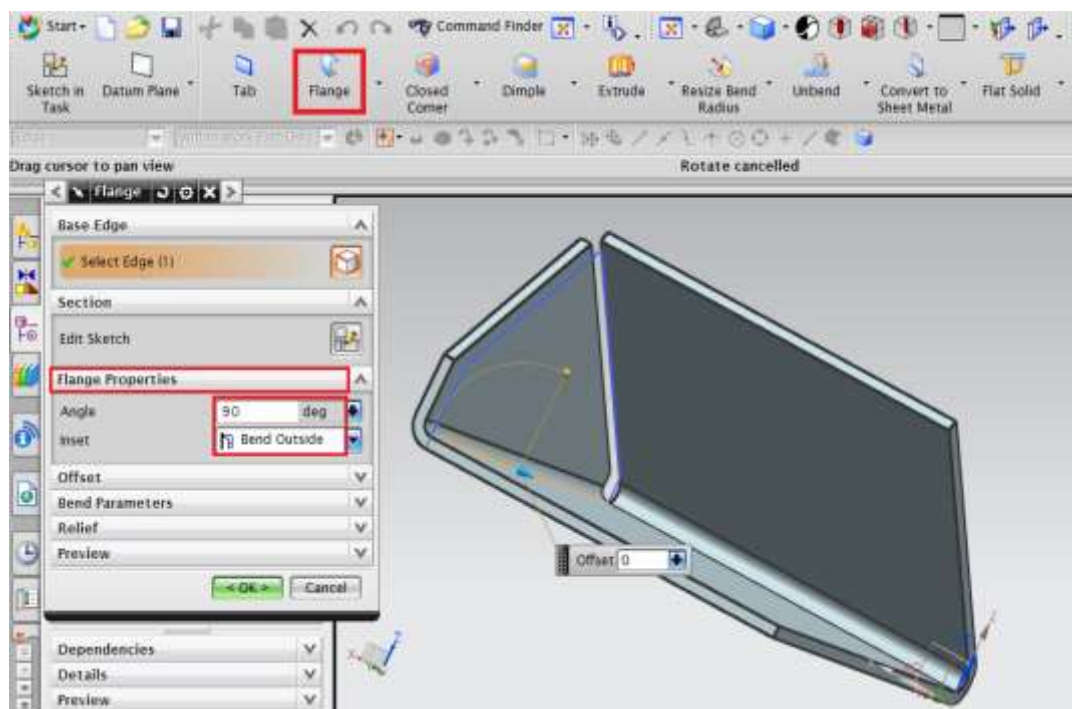 Start Command Finder
Sketch in Task Datum Plane Tab Flange Closed Corner Dimple Extrude Resize Bend Radius Unbend Convert to Sheet Metal Flat Solid
Drag cursor to pan view Rotate cancelled
Flange
Base Edge
Select Edge (1)
Section
Edit Sketch
Flange Properties
Angle 90 deg
Inset Bend Outside
Offset
Bend Parameters
Relief
Offset 0
Preview
< OK > Cancel
Dependencies
Details
Preview